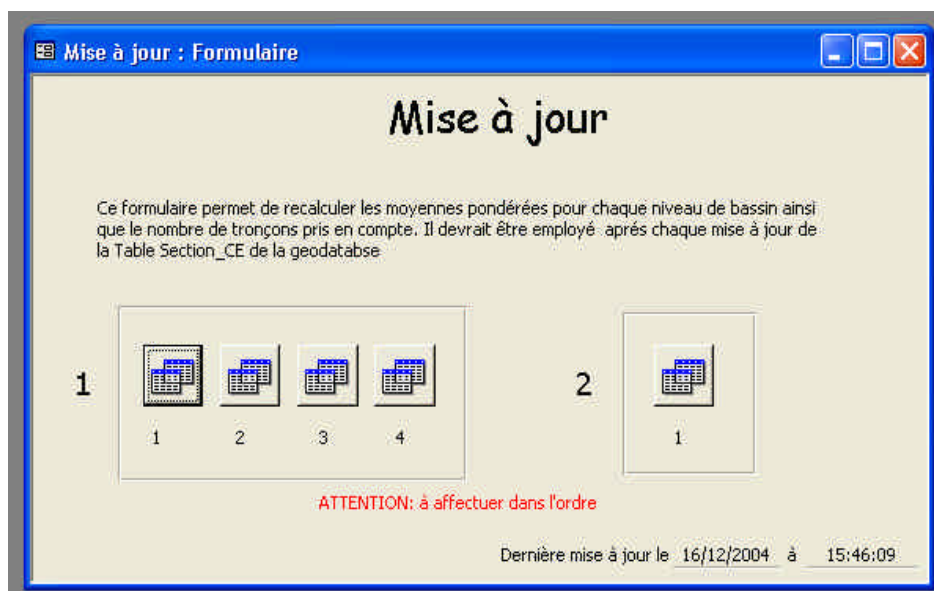 Mise à jour : Formulaire
Mise à jour
Ce formulaire permet de recalculer les moyennes pondérées pour chaque niveau de bassin ainsi
que le nombre de tronçons pris en compte. Il devrait être employé aprés chaque mise à jour de
la Table Section_CE de la geodatabse
1
2
1 2 3 4
1
ATTENTION: à affectuer dans l'ordre
Dernière mise à jour le 16/12/2004 à 15:46:09